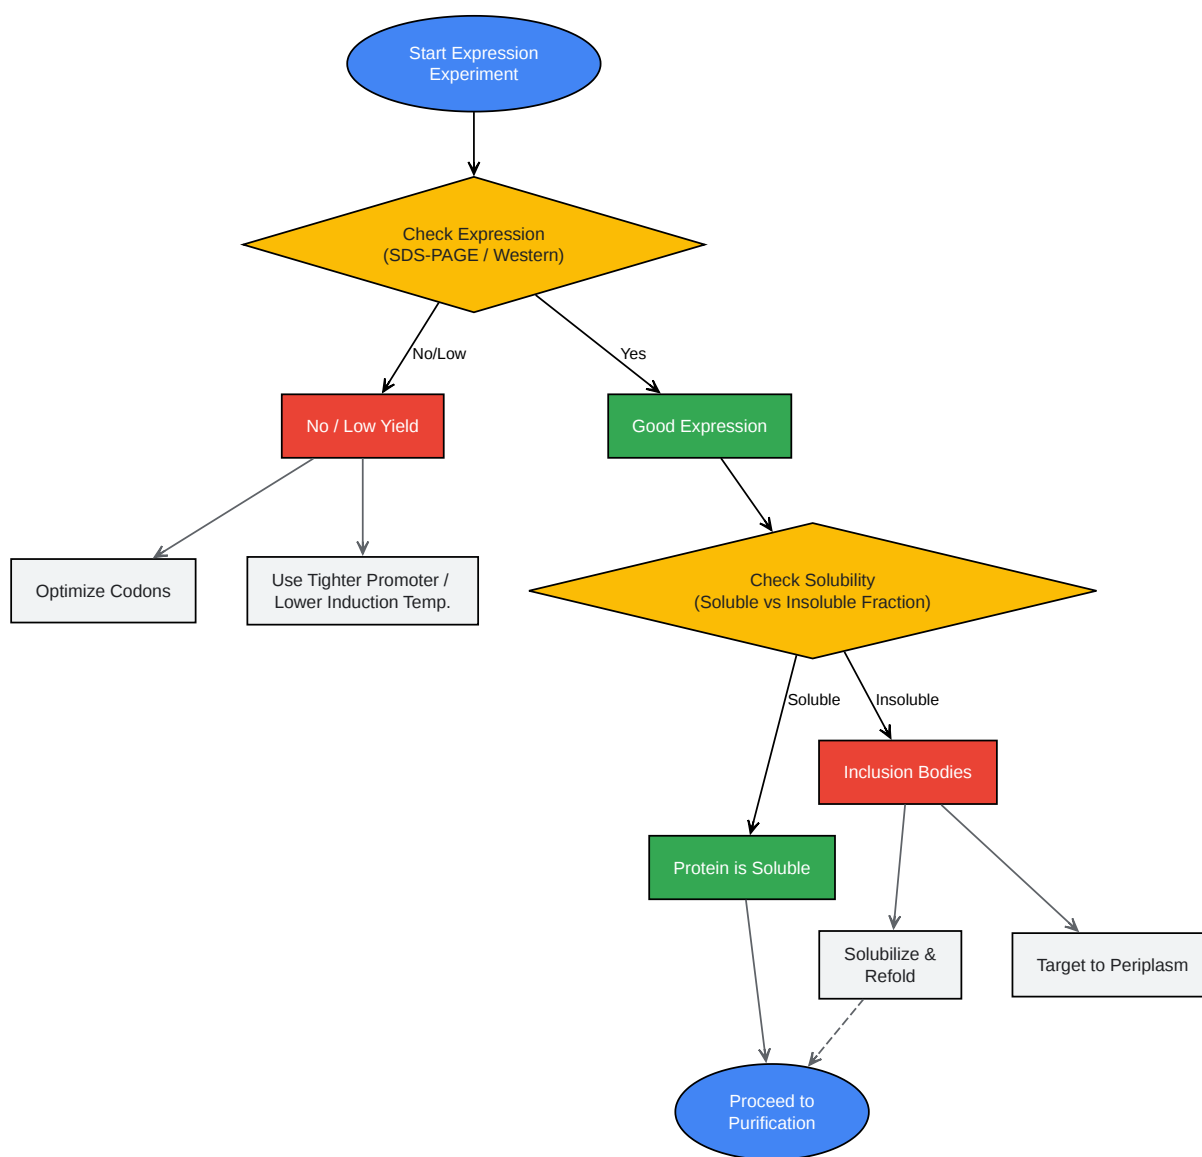 Start Expression
Experiment
Check Expression
(SDS-PAGE / Western)
No/Low
Yes
No / Low Yield
Good Expression
Optimize Codons
Use Tighter Promoter /
Lower Induction Temp.
Check Solubility
(Soluble vs Insoluble Fraction)
Soluble
Insoluble
Inclusion Bodies
Protein is Soluble
Solubilize &
Refold
Target to Periplasm
Proceed to
Purification